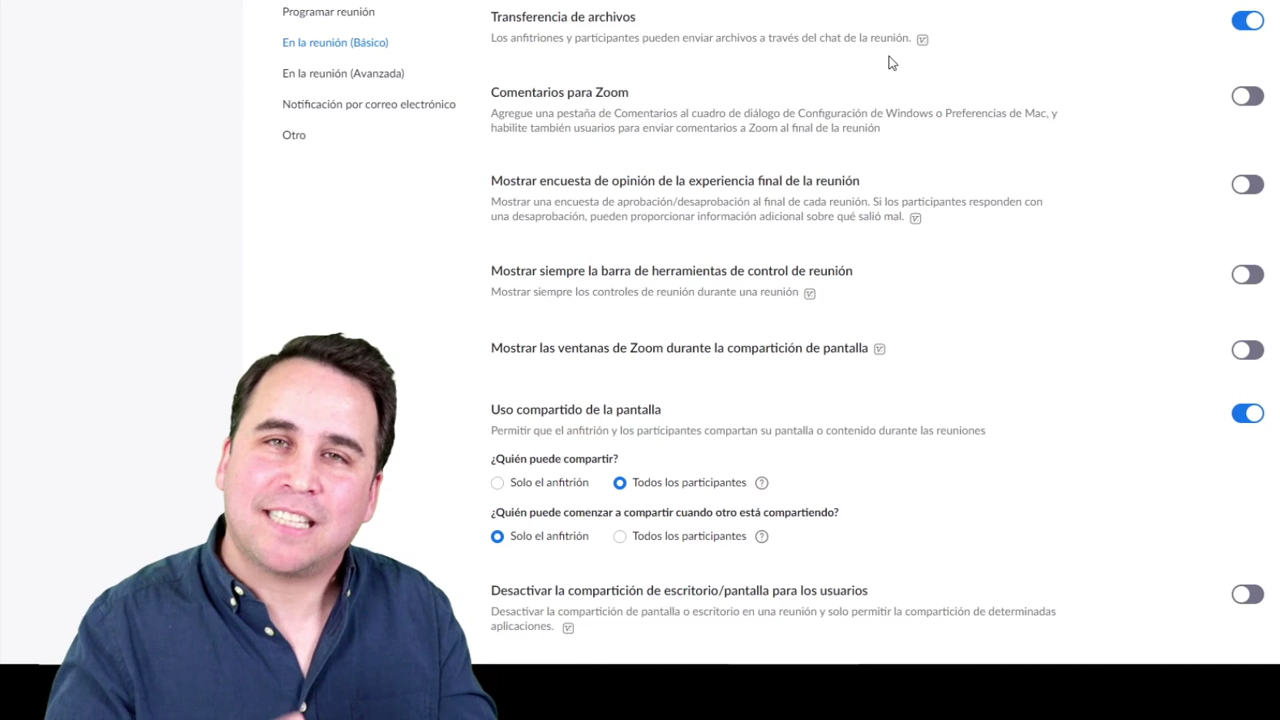 Programar reunión
En la reunión (Básico)
En la reunión (Avanzada)
Notificación por correo electrónico
Otro
Transferencia de archivos
Los anfitriones y participantes pueden enviar archivos a través del chat de la reunión.
Comentarios para Zoom
Agregue una pestaña de Comentarios al cuadro de diálogo de Configuración de Windows o Preferencias de Mac, y
habilite también usuarios para enviar comentarios a Zoom al final de la reunión
Mostrar encuesta de opinión de la experiencia final de la reunión
Mostrar una encuesta de aprobación/desaprobación al final de cada reunión. Si los participantes responden con
una desaprobación, pueden proporcionar información adicional sobre qué salió mal.
Mostrar siempre la barra de herramientas de control de reunión
Mostrar siempre los controles de reunión durante una reunión
Mostrar las ventanas de Zoom durante la compartición de pantalla
Uso compartido de la pantalla
Permitir que el anfitrión y los participantes compartan su pantalla o contenido durante las reuniones
¿Quién puede compartir?
Solo el anfitrión Todos los participantes
¿Quién puede comenzar a compartir cuando otro está compartiendo?
Solo el anfitrión Todos los participantes
Desactivar la compartición de escritorio/pantalla para los usuarios
Desactivar la compartición de pantalla o escritorio en una reunión y solo permitir la compartición de determinadas
aplicaciones.